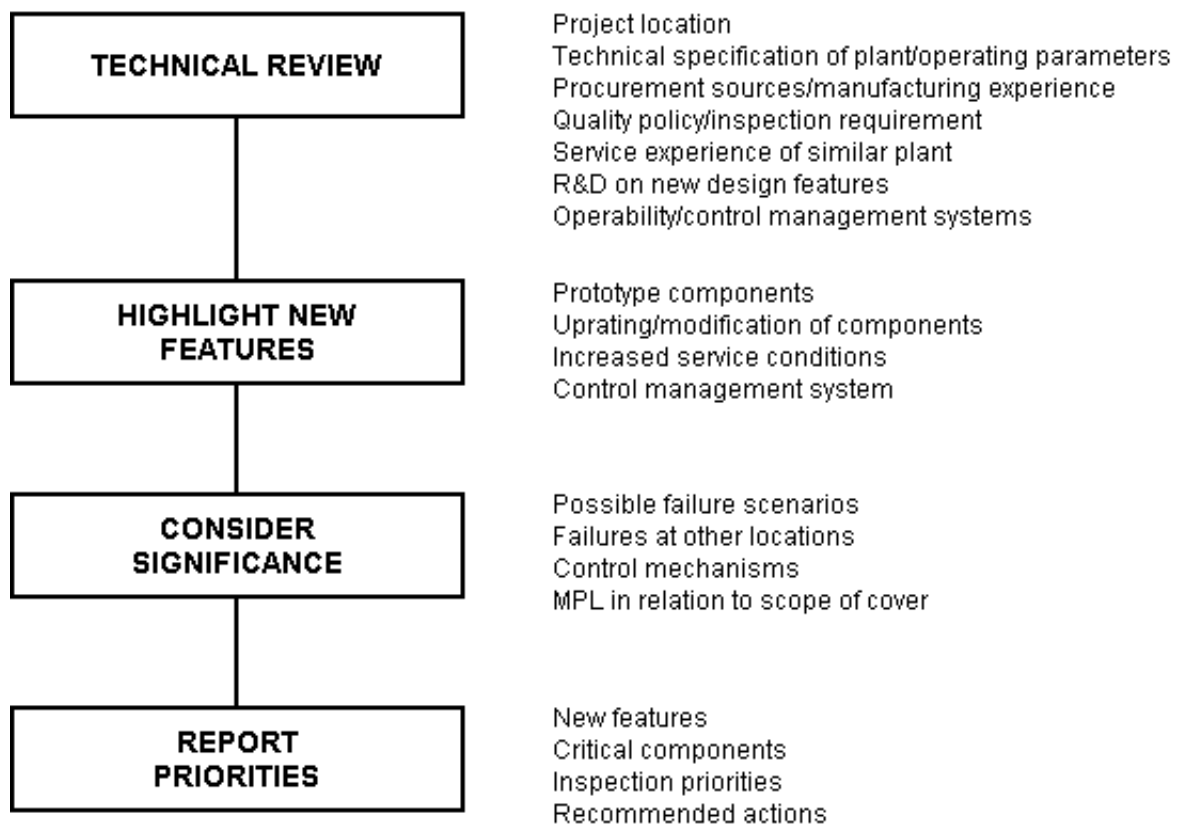 TECHNICAL REVIEW
Project location
Technical specification of plant/operating parameters
Procurement sources/manufacturing experience
Quality policy/inspection requirement
Service experience of similar plant
R&D on new design features
Operability/control management systems
HIGHLIGHT NEW
FEATURES
Prototype components
Uprating/modification of components
Increased service conditions
Control management system
CONSIDER
SIGNIFICANCE
Possible failure scenarios
Failures at other locations
Control mechanisms
MPL in relation to scope of cover
REPORT
PRIORITIES
New features
Critical components
Inspection priorities
Recommended actions